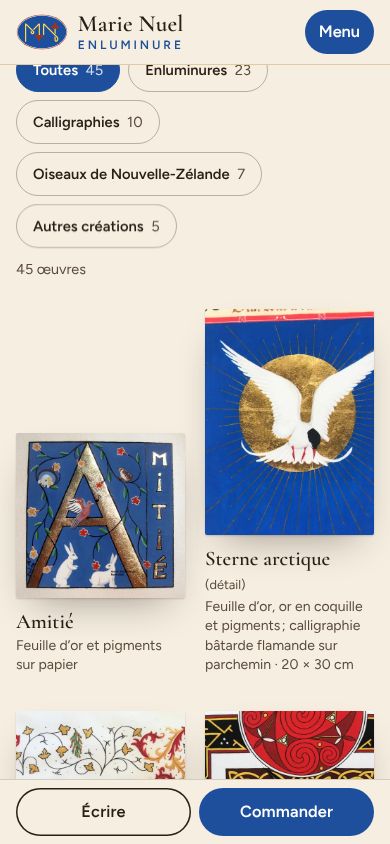 Marie Nuel
ENLUMINURE
Menu
Toutes 45
Enluminures 23
Calligraphies 10
Oiseaux de Nouvelle-Zélande 7
Autres créations 5
45 œuvres
A
MITIÉ
Amitié
Feuille d’or et pigments
sur papier
Sterne arctique
(détail)
Feuille d’or, or en coquille
et pigments ; calligraphie
bâtarde flamande sur
parchemin · 20 × 30 cm
Écrire
Commander